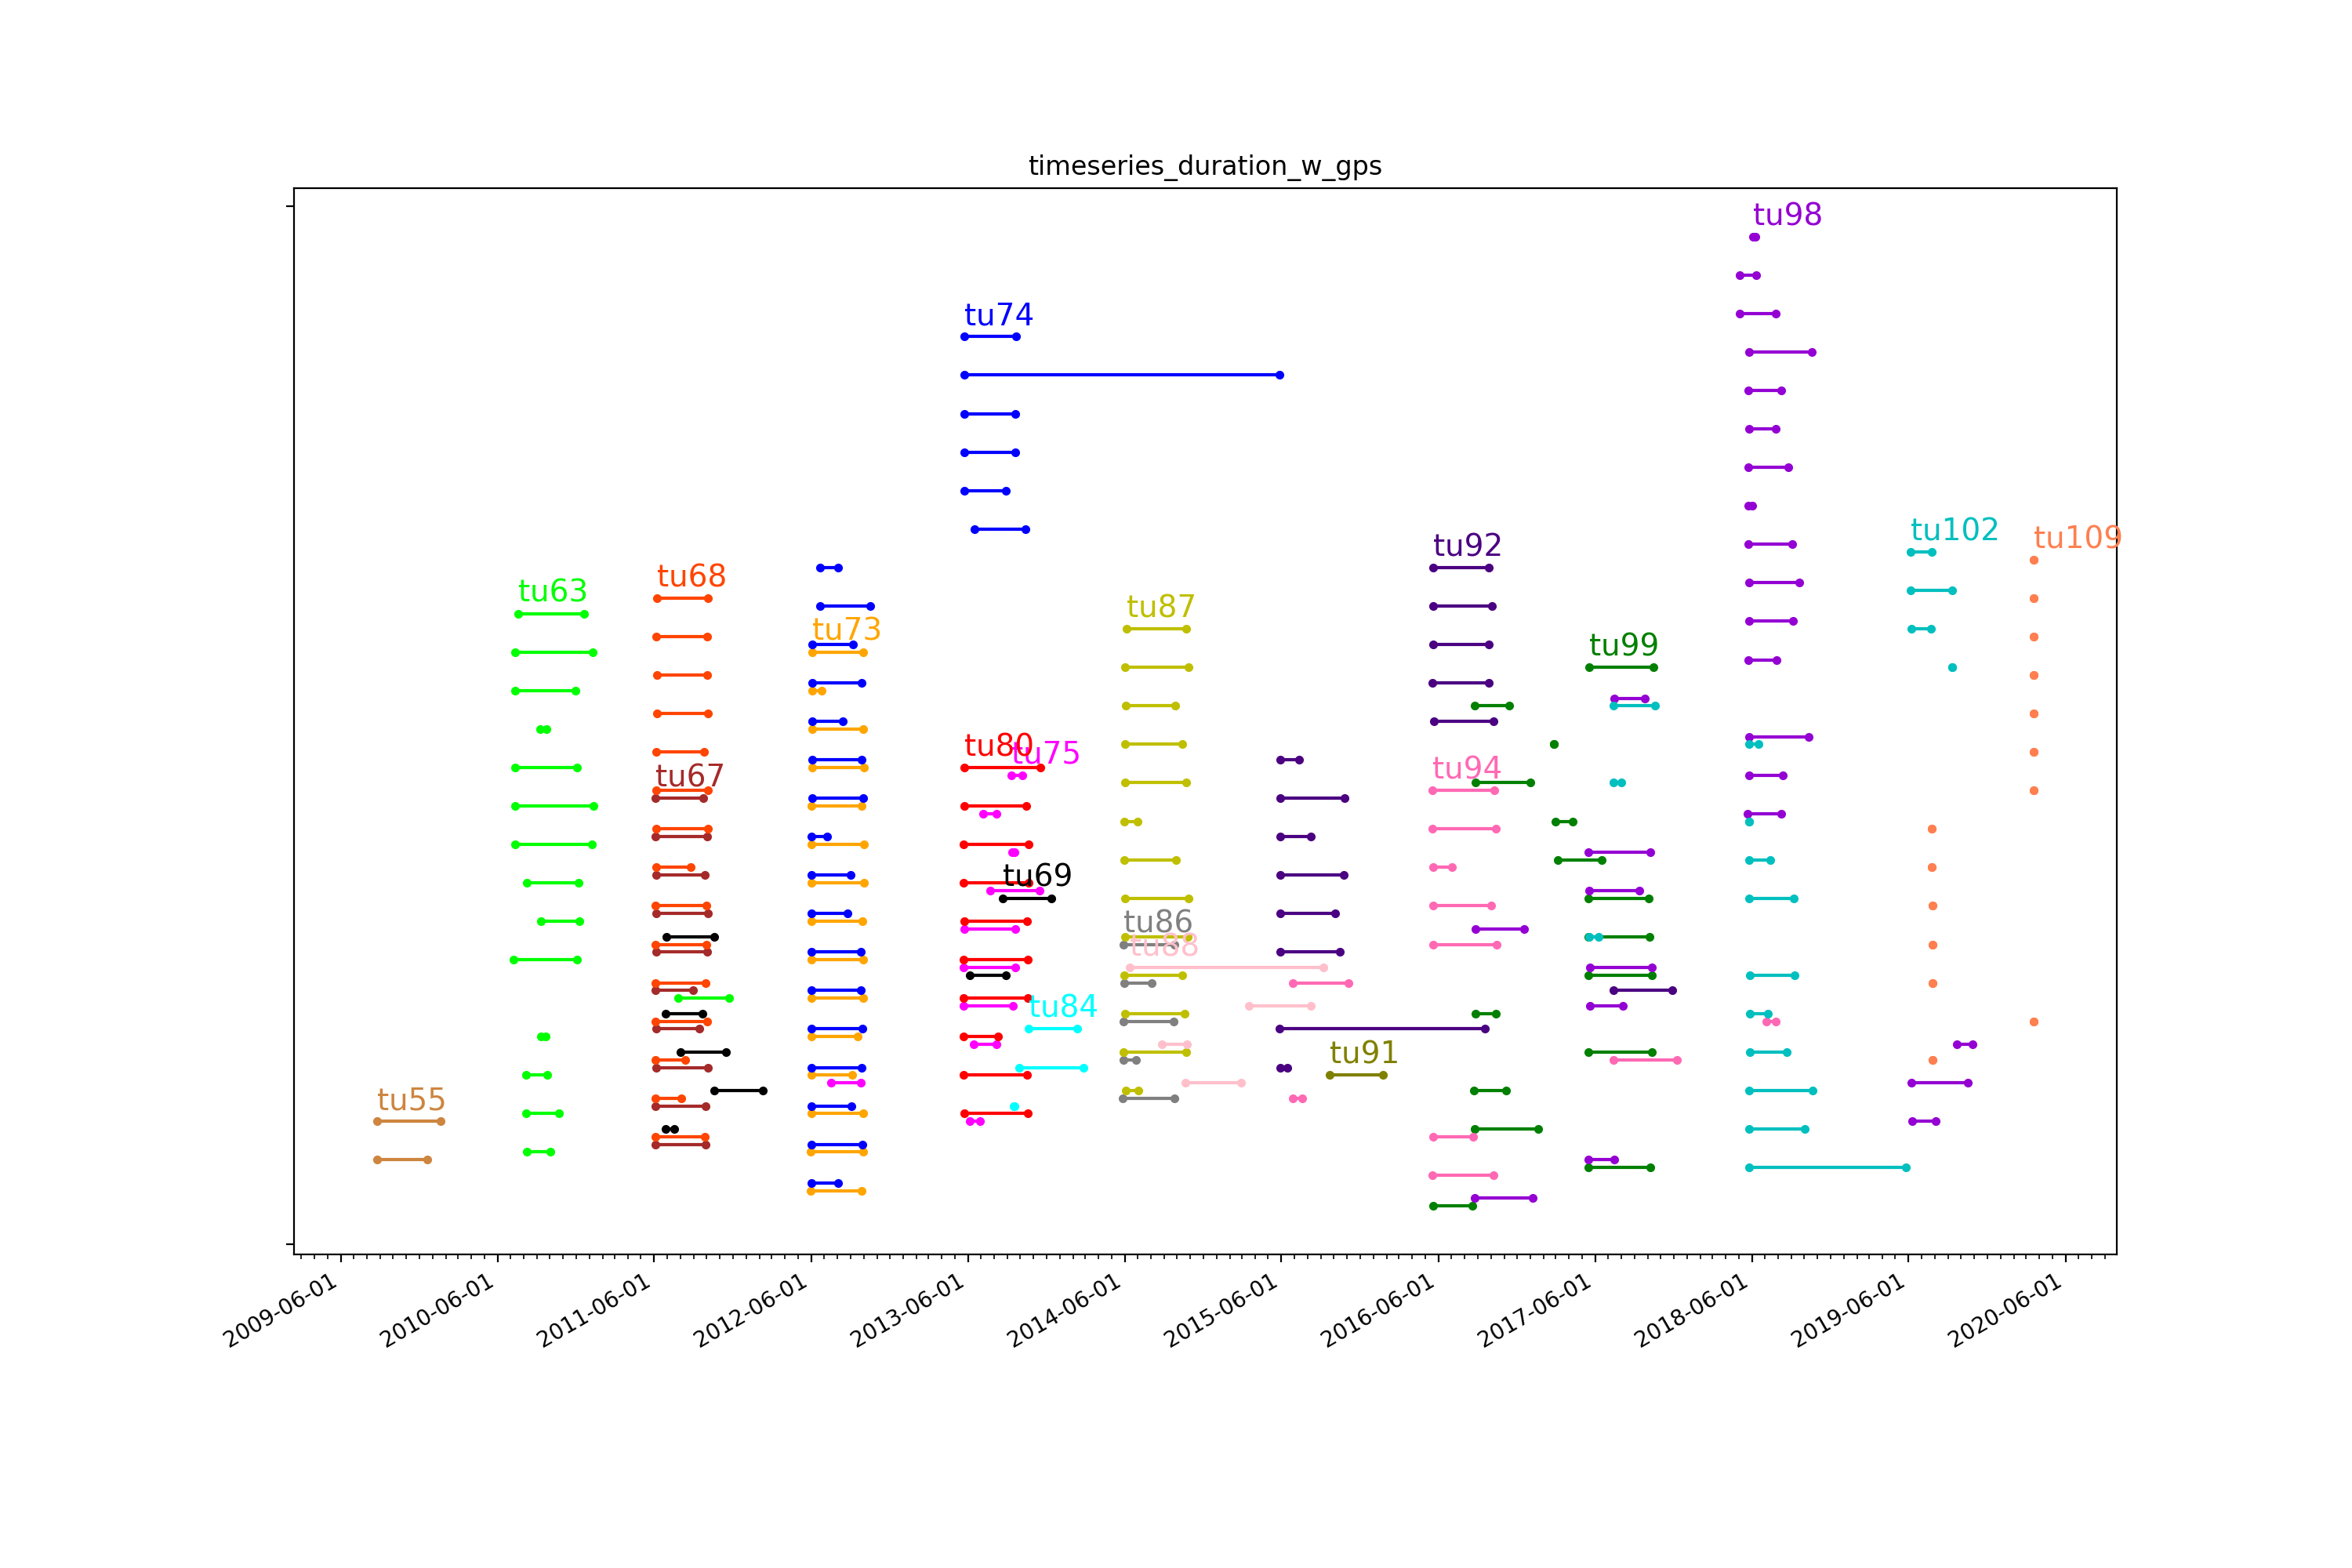 timeseries_duration_w_gps
tu98
tu74
tu102
tu109
tu92
tu68
tu63
tu87
tu73
tu99
tu80
tu75
tu67
tu94
tu69
tu86
tu88
tu84
tu91
tu55
2009-06-01
2010-06-01
2011-06-01
2012-06-01
2013-06-01
2014-06-01
2015-06-01
2016-06-01
2017-06-01
2018-06-01
2019-06-01
2020-06-01